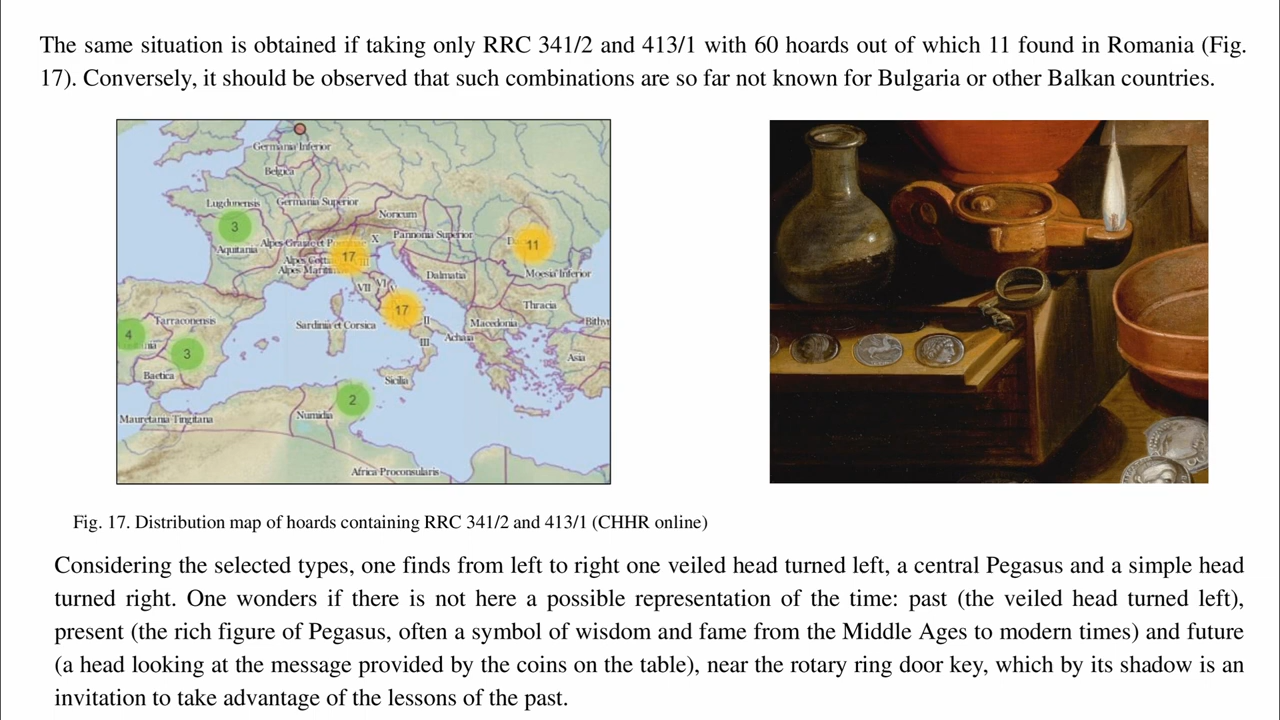 The same situation is obtained if taking only RRC 341/2 and 413/1 with 60 hoards out of which 11 found in Romania (Fig.
17). Conversely, it should be observed that such combinations are so far not known for Bulgaria or other Balkan countries.
Germania Inferior
Belgica
Lugdonensis
Germania Superior
Noricum
3
Aquitania
X
Pannonia Superior
11
17
Dalmatia
Moesia Inferior
VII
VI
17
Thracia
Tarraconensis
Sardinia et Corsica
II
Macedonia
4
III
Achaia
3
Asia
Baetica
Sicilia
2
Mauretania Tingitana
Numidia
Africa Proconsularis
Fig. 17. Distribution map of hoards containing RRC 341/2 and 413/1 (CHHR online)
Considering the selected types, one finds from left to right one veiled head turned left, a central Pegasus and a simple head
turned right. One wonders if there is not here a possible representation of the time: past (the veiled head turned left),
present (the rich figure of Pegasus, often a symbol of wisdom and fame from the Middle Ages to modern times) and future
(a head looking at the message provided by the coins on the table), near the rotary ring door key, which by its shadow is an
invitation to take advantage of the lessons of the past.